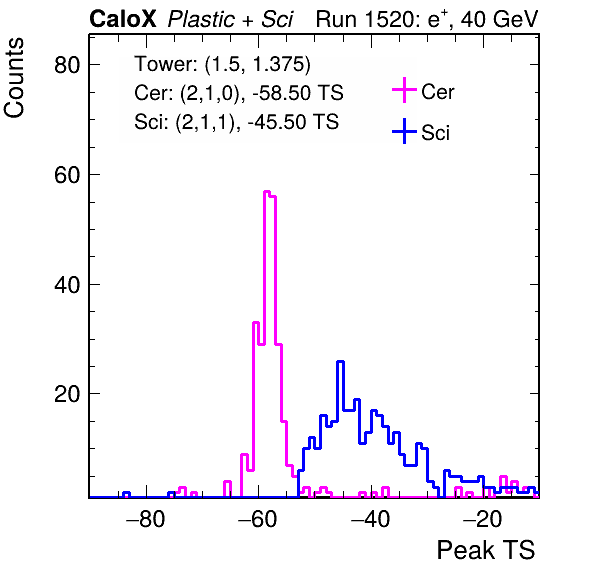 CaloX Plastic + Sci Run 1520: e+, 40 GeV
Counts
Tower: (1.5, 1.375)
Cer: (2,1,0), -58.50 TS
Sci: (2,1,1), -45.50 TS
Cer
Sci
80
60
40
20
−80 −60 −40 −20
Peak TS